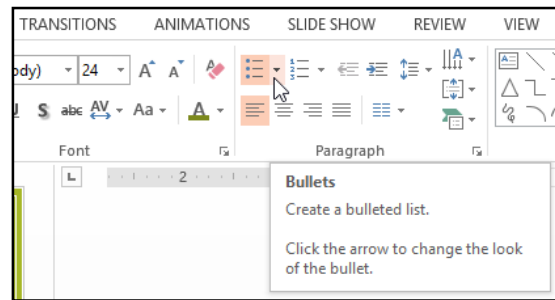 TRANSITIONS ANIMATIONS SLIDE SHOW REVIEW VIEW
ody) 24 A A
U S abc AV Aa A
Font Paragraph
L 2
Bullets
Create a bulleted list.
Click the arrow to change the look
of the bullet.